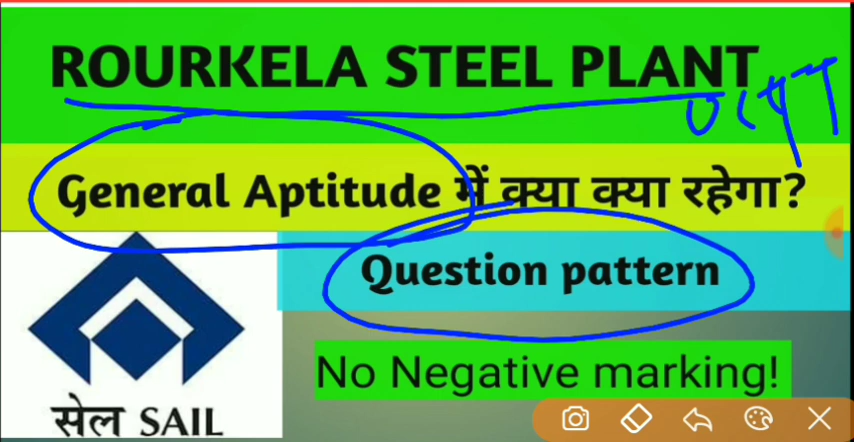 ROURKELA STEEL PLANT
General Aptitude में क्या क्या रहेगा?
Question pattern
No Negative marking!
सेल SAIL